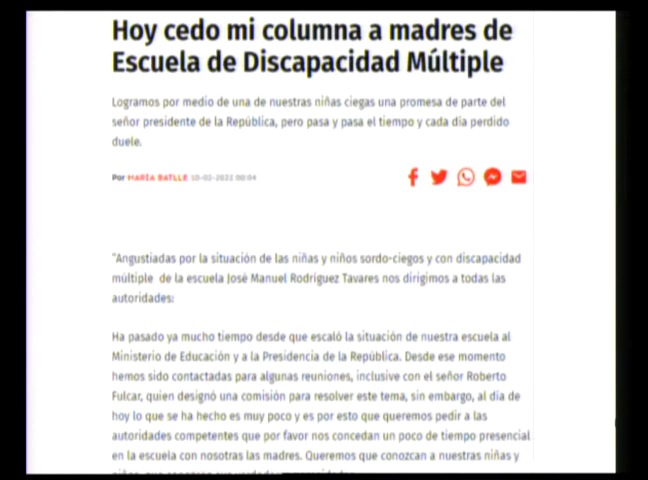 Hoy cedo mi columna a madres de
Escuela de Discapacidad Múltiple
Logramos por medio de una de nuestras niñas ciegas una promesa de parte del
señor presidente de la República, pero pasa y pasa el tiempo y cada día perdido
duele.
Por MARÍA BATLLE 10-02-2022 00:04
"Angustiadas por la situación de las niñas y niños sordo-ciegos y con discapacidad
múltiple de la escuela José Manuel Rodríguez Tavares nos dirigimos a todas las
autoridades:
Ha pasado ya mucho tiempo desde que escaló la situación de nuestra escuela al
Ministerio de Educación y a la Presidencia de la República. Desde ese momento
hemos sido contactadas para algunas reuniones, inclusive con el señor Roberto
Fulcar, quien designó una comisión para resolver este tema, sin embargo, al día de
hoy lo que se ha hecho es muy poco y es por esto que queremos pedir a las
autoridades competentes que por favor nos concedan un poco de tiempo presencial
en la escuela con nosotras las madres. Queremos que conozcan a nuestras niñas y